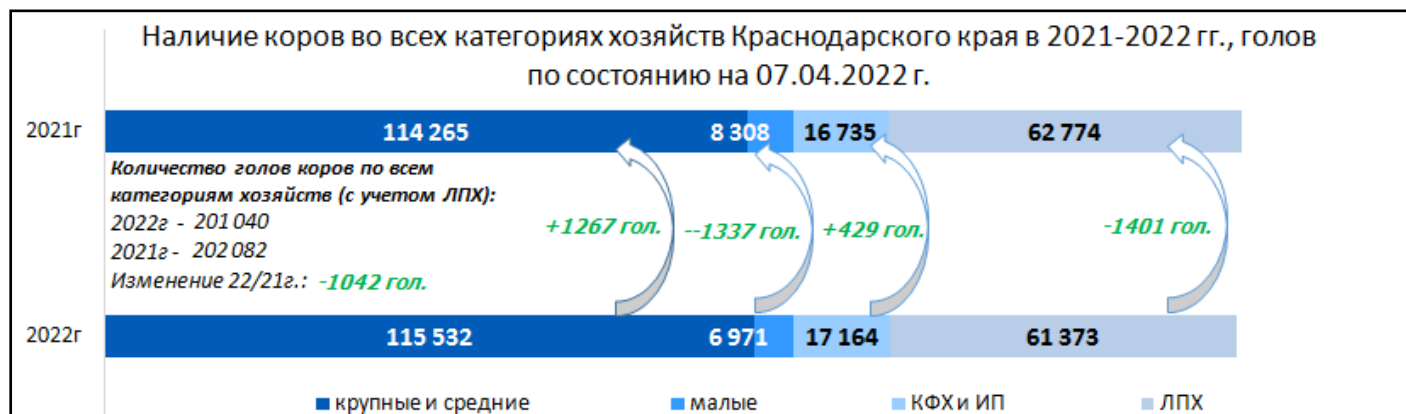 Наличие коров во всех категориях хозяйств Краснодарского края в 2021-2022 гг., голов
по состоянию на 07.04.2022 г.
2021г
114 265
8 308
16 735
62 774
Количество голов коров по всем
категориям хозяйств (с учетом ЛПХ):
2022г - 201 040
2021г - 202 082
Изменение 22/21г.: -1042 гол.
+1267 гол.
--1337 гол.
+429 гол.
-1401 гол.
2022г
115 532
6 971
17 164
61 373
крупные и средние
малые
КФХ и ИП
ЛПХ